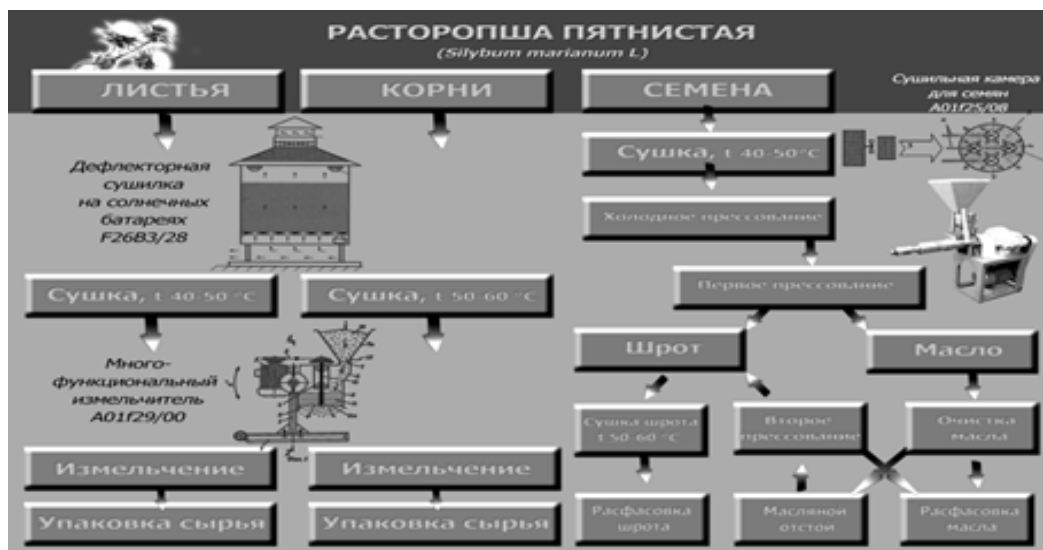 РАСТОРОПША ПЯТНИСТАЯ
(Silybum marianum L)
ЛИСТЬЯ
КОРНИ
СЕМЕНА
Сушильная камера
для семян
A01f25/08
Сушка, t 40-50°C
Дефлекторная
сушилка
на солнечных
батареях
F26B3/28
Холодное прессование
Сушка, t 40-50 °C
Сушка, t 50-60 °C
Первое прессование
Шрот
Масло
Много-
функциональный
измельчитель
A01f29/00
Сушка шрота
t 50-60 °C
Второе
прессование
Очистка
масла
Измельчение
Измельчение
Упаковка сырья
Упаковка сырья
Расфасовка
шрота
Масляной
отстой
Расфасовка
масла